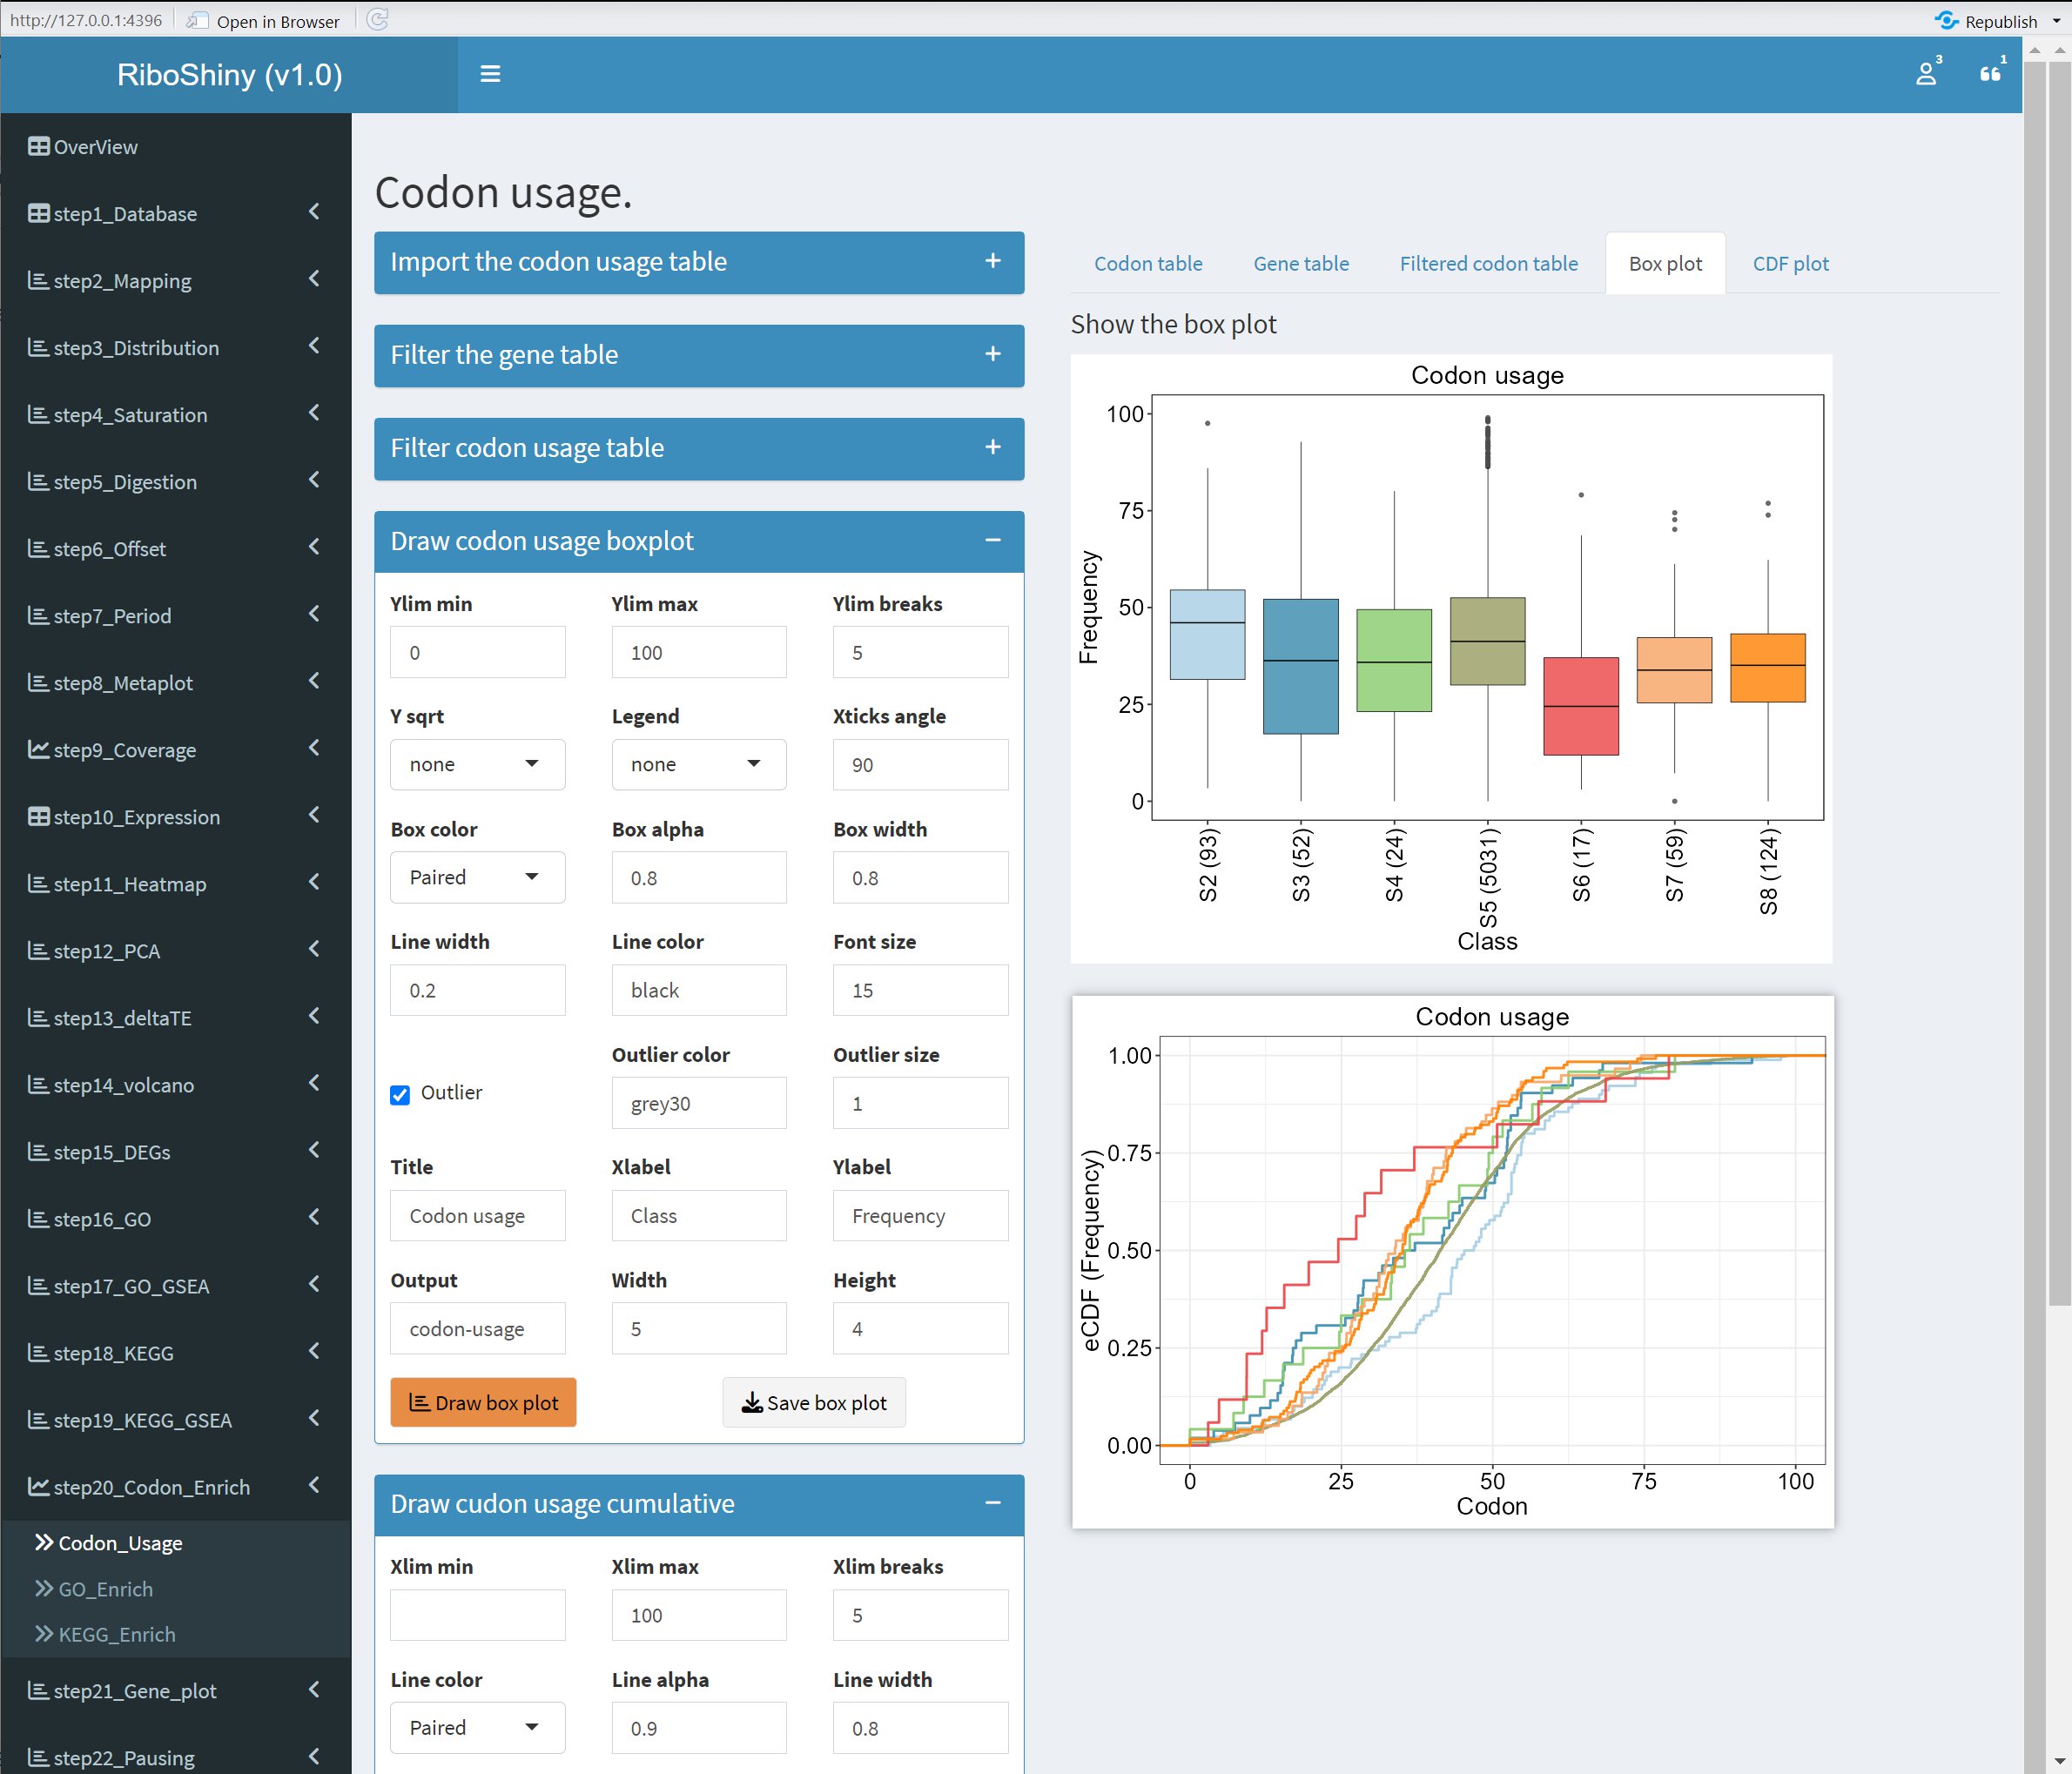 http://127.0.0.1:4396 Open in Browser Republish
RiboShiny (v1.0) 3 1
OverView
step1_Database
step2_Mapping
step3_Distribution
step4_Saturation
step5_Digestion
step6_Offset
step7_Period
step8_Metaplot
step9_Coverage
step10_Expression
step11_Heatmap
step12_PCA
step13_deltaTE
step14_volcano
step15_DEGs
step16_GO
step17_GO_GSEA
step18_KEGG
step19_KEGG_GSEA
step20_Codon_Enrich
Codon_Usage
GO_Enrich
KEGG_Enrich
step21_Gene_plot
step22_Pausing
Codon usage.
Import the codon usage table
Filter the gene table
Filter codon usage table
Draw codon usage boxplot
Ylim min Ylim max Ylim breaks
0 100 5
Y sqrt Legend Xticks angle
none none 90
Box color Box alpha Box width
Paired 0.8 0.8
Line width Line color Font size
0.2 black 15
Outlier color Outlier size
Outlier grey30 1
Title Xlabel Ylabel
Codon usage Class Frequency
Output Width Height
codon-usage 5 4
Draw box plot Save box plot
Draw cudon usage cumulative
Xlim min Xlim max Xlim breaks
100 5
Line color Line alpha Line width
Paired 0.9 0.8
Codon table Gene table Filtered codon table Box plot CDF plot
Show the box plot
Codon usage
Frequency
100
75
50
25
0
S2 (93) S3 (52) S4 (24) S5 (5031) S6 (17) S7 (59) S8 (124)
Class
Codon usage
eCDF (Frequency)
1.00
0.75
0.50
0.25
0.00
0 25 50 75 100
Codon